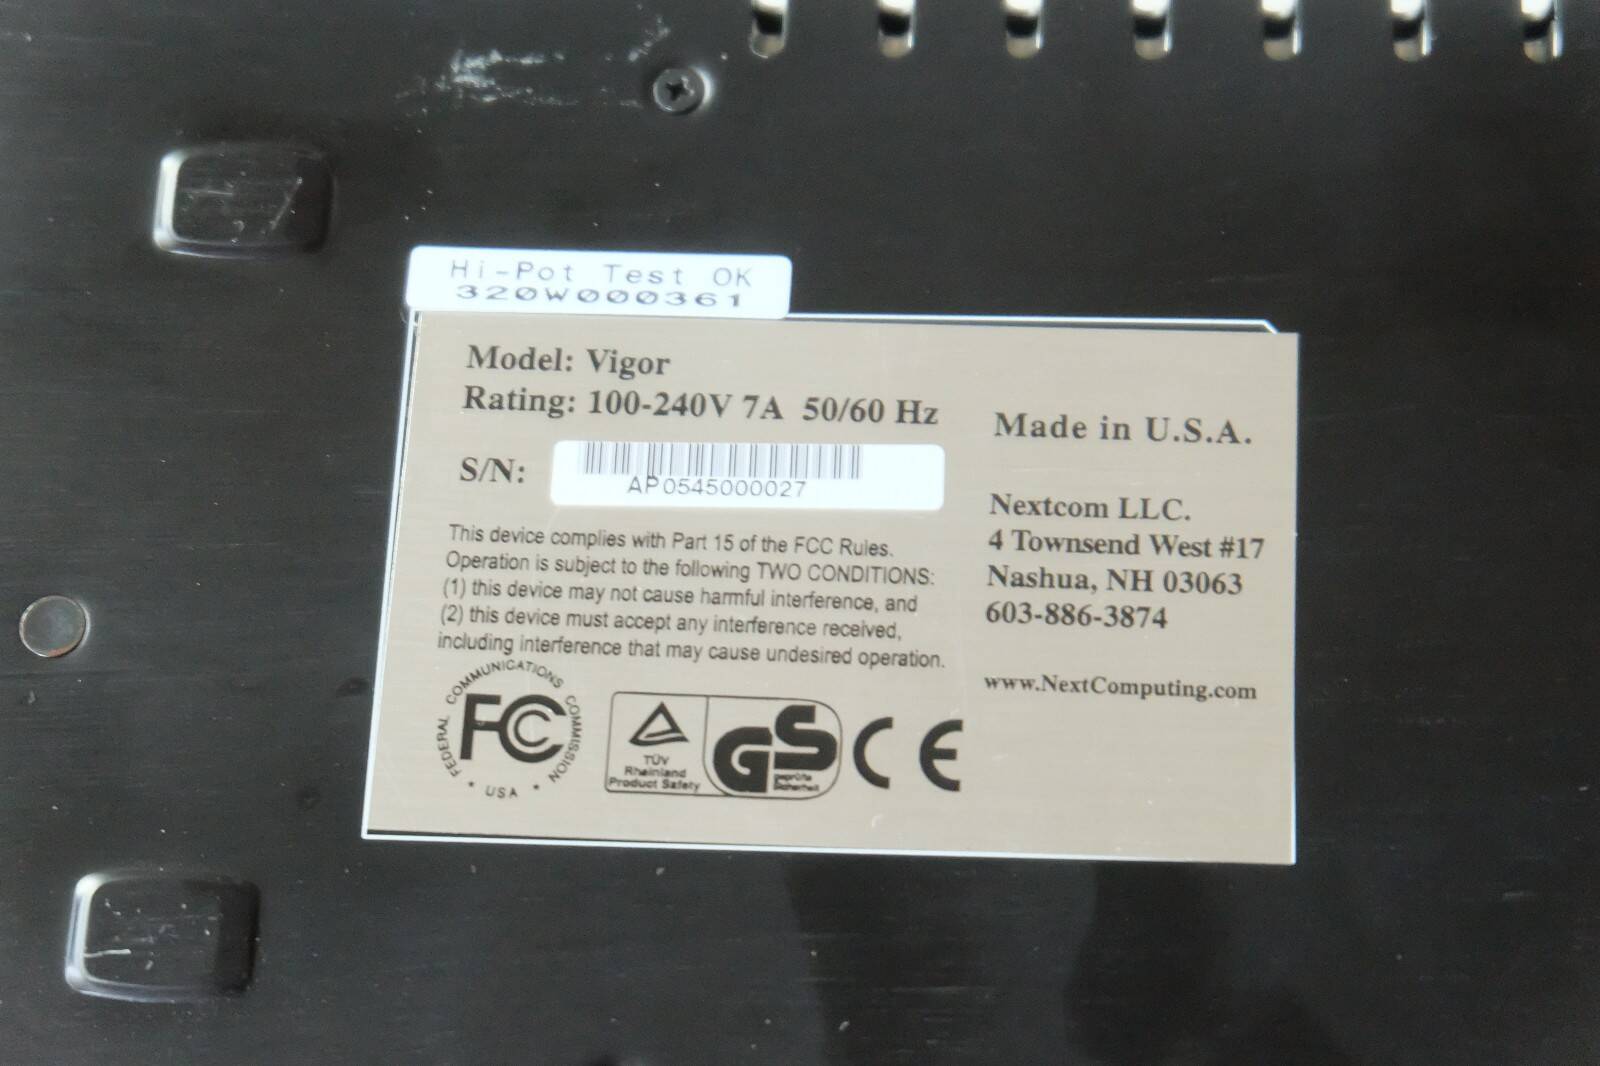 Hi-Pot Test OK
320W000361
Model: Vigor
Rating: 100-240V 7A 50/60 Hz
S/N:
AP0545000027
This device complies with Part 15 of the FCC Rules.
Operation is subject to the following TWO CONDITIONS:
(1) this device may not cause harmful interference, and
(2) this device must accept any interference received,
including interference that may cause undesired operation.
Made in U.S.A.
Nextcom LLC.
4 Townsend West #17
Nashua, NH 03063
603-886-3874
www.NextComputing.com
FEDERAL COMMUNICATIONS COMMISSION
FC
* USA *
TÜV
Rheinland
Product Safety
GS
geprüfte
Sicherheit
CE